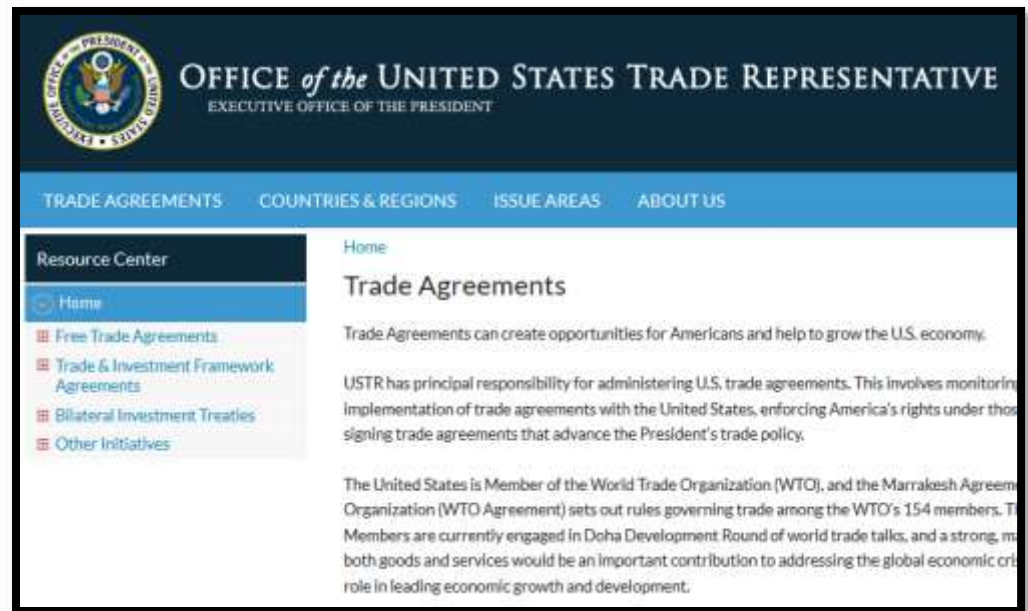 EXECUTIVE OFFICE OF THE PRESIDENT OF THE UNITED STATES
OFFICE of the UNITED STATES TRADE REPRESENTATIVE
EXECUTIVE OFFICE OF THE PRESIDENT
TRADE AGREEMENTS COUNTRIES & REGIONS ISSUE AREAS ABOUT US
Resource Center
Home
Free Trade Agreements
Trade & Investment Framework
Agreements
Bilateral Investment Treaties
Other Initiatives
Home
Trade Agreements
Trade Agreements can create opportunities for Americans and help to grow the U.S. economy.
USTR has principal responsibility for administering U.S. trade agreements. This involves monitoring
implementation of trade agreements with the United States, enforcing America's rights under
signing trade agreements that advance the President's trade policy.
The United States is Member of the World Trade Organization (WTO), and the Marrakesh
Organization (WTO Agreement) sets out rules governing trade among the WTO's 154 members.
Members are currently engaged in Doha Development Round of world trade talks, and a strong,
both goods and services would be an important contribution to addressing the global economic
role in leading economic growth and development.